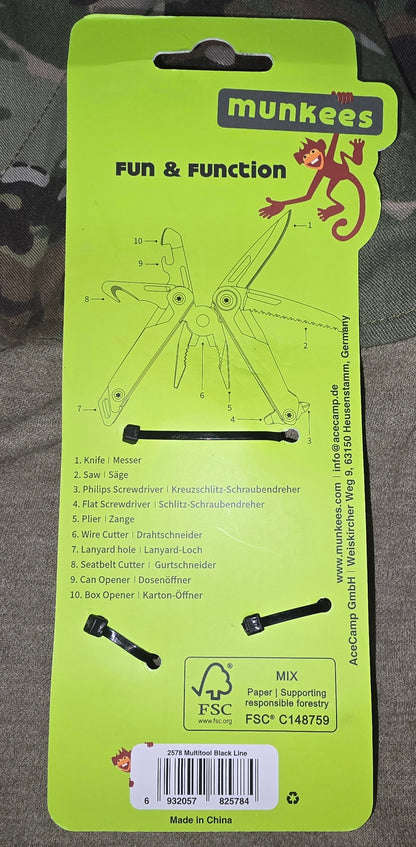 munkees
Fun & Function
10
1
9
8
2
6
5
7
4
3
1. Knife | Messer
2. Saw | Säge
3. Philips Screwdriver | Kreuzschlitz-Schraubendreher
4. Flat Screwdriver | Schlitz-Schraubendreher
5. Plier | Zange
6. Wire Cutter | Drahtschneider
7. Lanyard hole | Lanyard-Loch
8. Seatbelt Cutter | Gurtschneider
9. Can Opener | Dosenöffner
10. Box Opener | Karton-Öffner
www.munkees.com | info@acecamp.de
AceCamp GmbH | Weiskircher Weg 9, 63150 Heusenstamm, Germany
FSC
www.fsc.org
MIX
Paper | Supporting
responsible forestry
FSC® C148759
2578 Multitool Black Line
6 932057 825784
Made in China